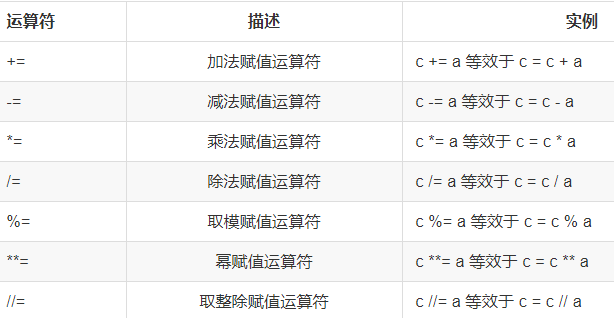 运算符 描述 实例
+= 加法赋值运算符 c += a 等效于 c = c + a
-= 减法赋值运算符 c -= a 等效于 c = c - a
*= 乘法赋值运算符 c *= a 等效于 c = c * a
/= 除法赋值运算符 c /= a 等效于 c = c / a
%= 取模赋值运算符 c %= a 等效于 c = c % a
**= 幂赋值运算符 c **= a 等效于 c = c ** a
//= 取整除赋值运算符 c //= a 等效于 c = c // a